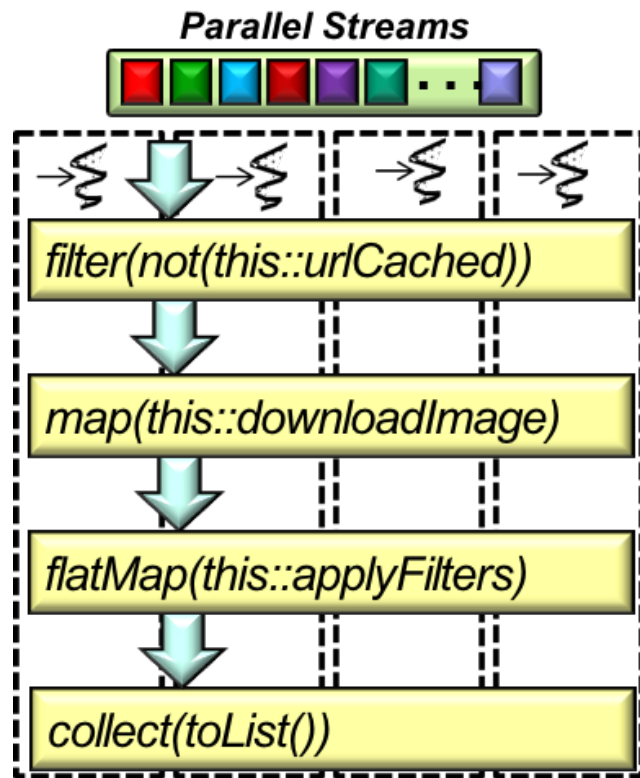 Parallel Streams
filter(not(this::urlCached))
map(this::downloadImage)
flatMap(this::applyFilters)
collect(toList())